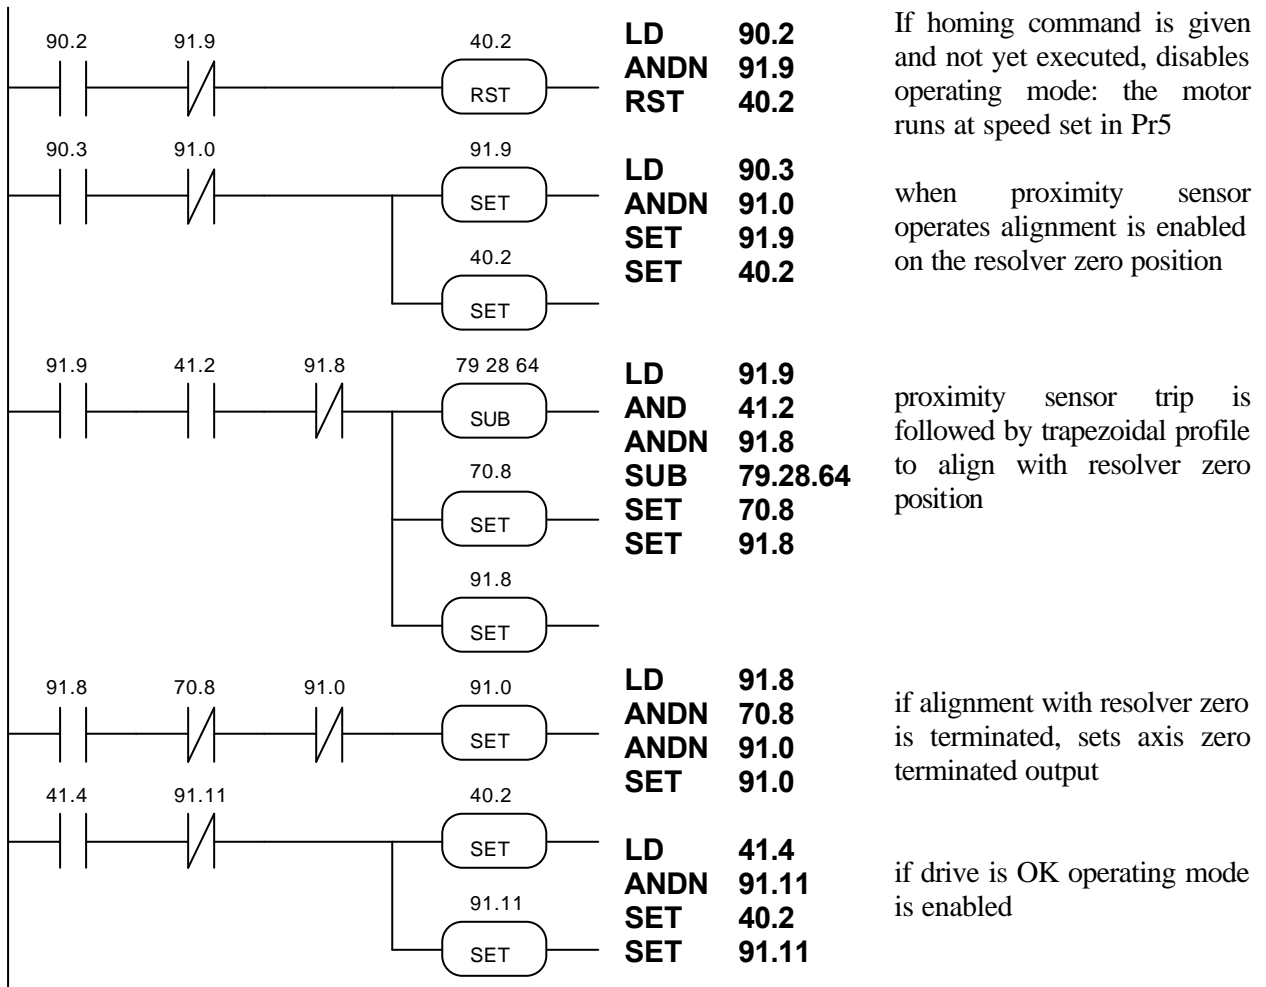 90.2 91.9 40.2
RST
LD 90.2
ANDN 91.9
RST 40.2
If homing command is given
and not yet executed, disables
operating mode: the motor
runs at speed set in Pr5
90.3 91.0 91.9
SET
40.2
SET
LD 90.3
ANDN 91.0
SET 91.9
SET 40.2
when proximity sensor
operates alignment is enabled
on the resolver zero position
91.9 41.2 91.8 79 28 64
SUB
70.8
SET
91.8
SET
LD 91.9
AND 41.2
ANDN 91.8
SUB 79.28.64
SET 70.8
SET 91.8
proximity sensor trip is
followed by trapezoidal profile
to align with resolver zero
position
91.8 70.8 91.0 91.0
SET
LD 91.8
ANDN 70.8
ANDN 91.0
SET 91.0
if alignment with resolver zero
is terminated, sets axis zero
terminated output
41.4 91.11 40.2
SET
91.11
SET
LD 41.4
ANDN 91.11
SET 40.2
SET 91.11
if drive is OK operating mode
is enabled